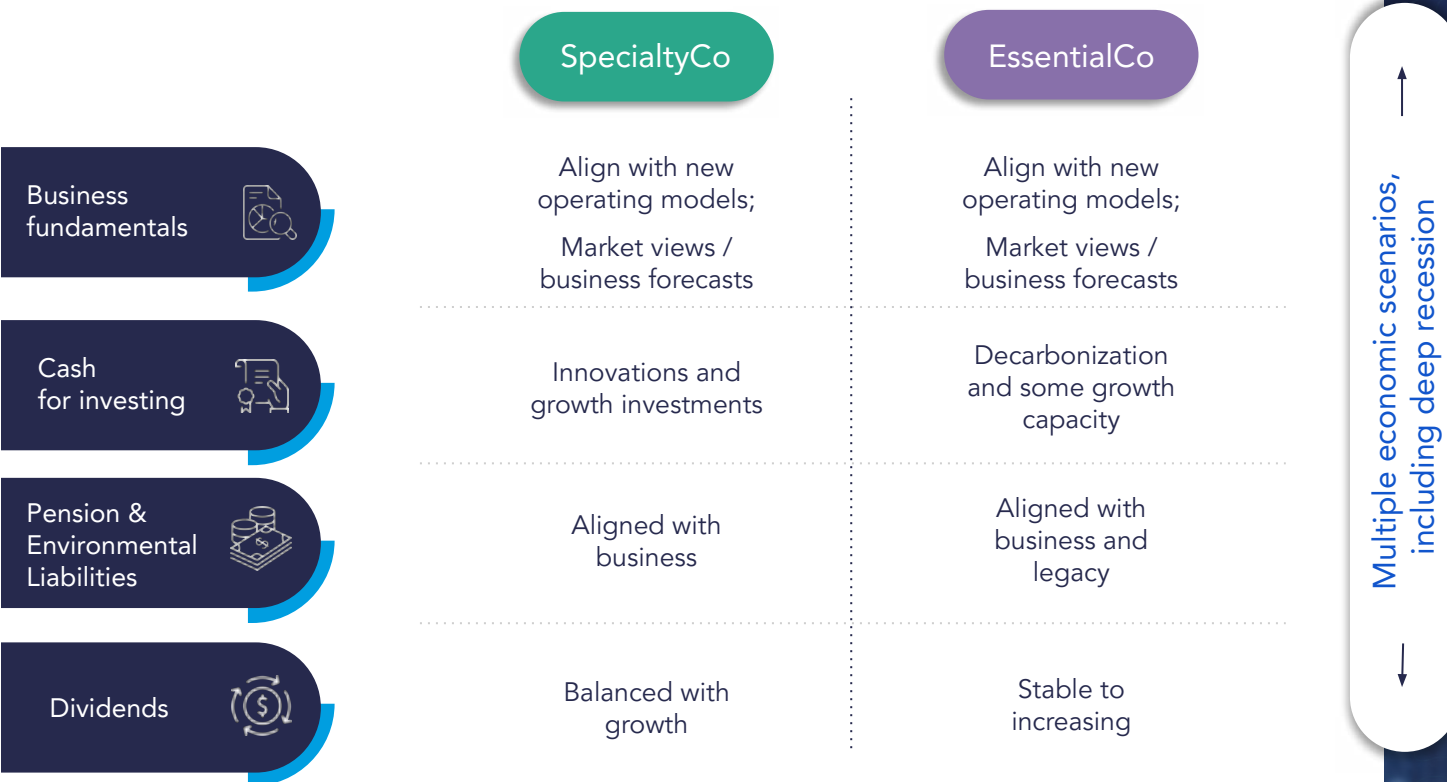 SpecialtyCo
EssentialCo
Business
fundamentals
Align with new
operating models;
Market views /
business forecasts
Align with new
operating models;
Market views /
business forecasts
Cash
for investing
Innovations and
growth investments
Decarbonization
and some growth
capacity
Pension &
Environmental
Liabilities
Aligned with
business
Aligned with
business and
legacy
Dividends
Balanced with
growth
Stable to
increasing
Multiple economic scenarios,
including deep recession